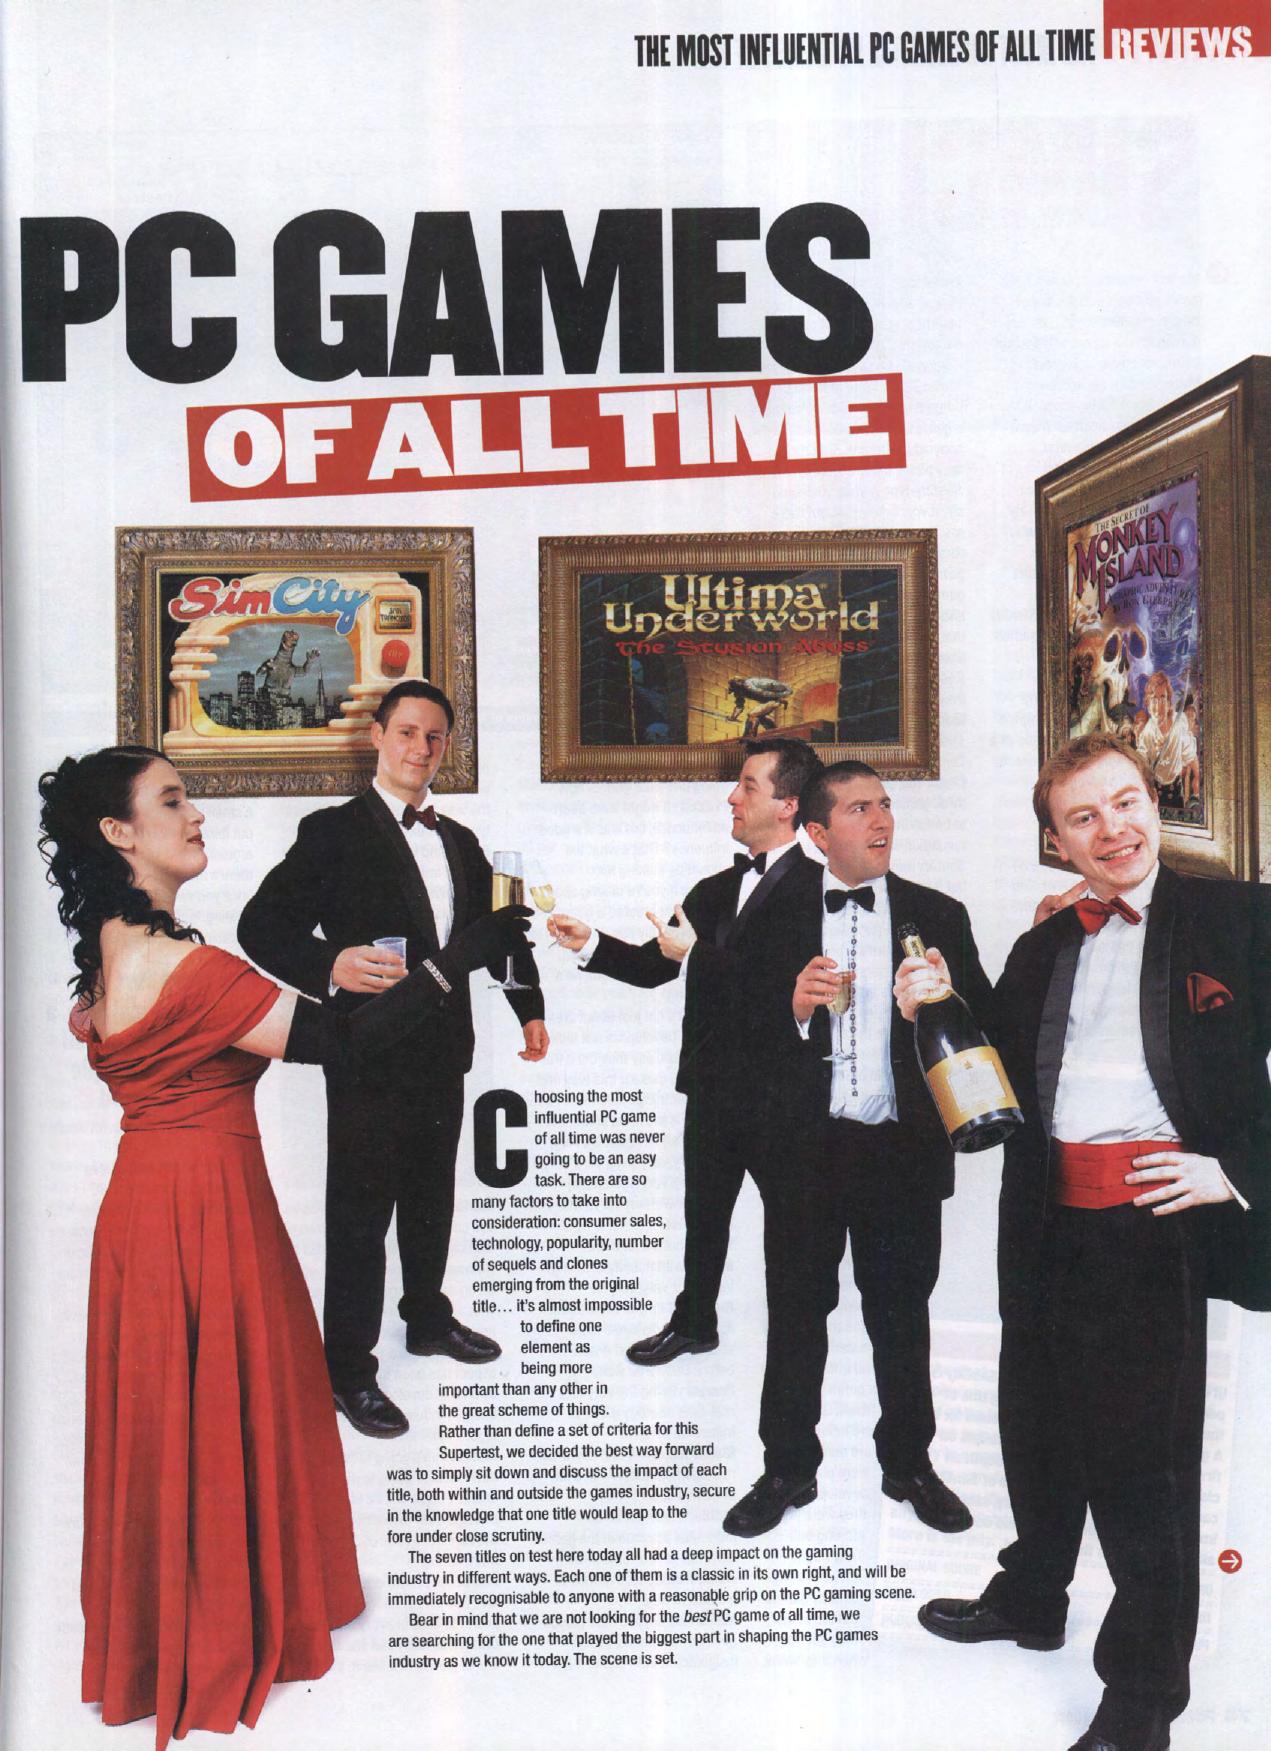 THE MOST INFLUENTIAL PC GAMES OF ALL TIME REVIEWS
PC GAMES
OF ALL TIME
SimCity
Ultima
Underworld
The Stygian Abyss
THE SECRET OF
MONKEY
ISLAND
Choosing the most
influential PC game
of all time was never
going to be an easy
task. There are so
many factors to take into
consideration: consumer sales,
technology, popularity, number
of sequels and clones
emerging from the original
title... it's almost impossible
to define one
element as
being more
important than any other in
the great scheme of things.
Rather than define a set of criteria for this
Supertest, we decided the best way forward
was to simply sit down and discuss the impact of each
title, both within and outside the games industry, secure
in the knowledge that one title would leap to the
fore under close scrutiny.
The seven titles on test here today all had a deep impact on the gaming
industry in different ways. Each one of them is a classic in its own right, and will be
immediately recognisable to anyone with a reasonable grip on the PC gaming scene.
Bear in mind that we are not looking for the best PC game of all time, we
are searching for the one that played the biggest part in shaping the PC games
industry as we know it today. The scene is set.